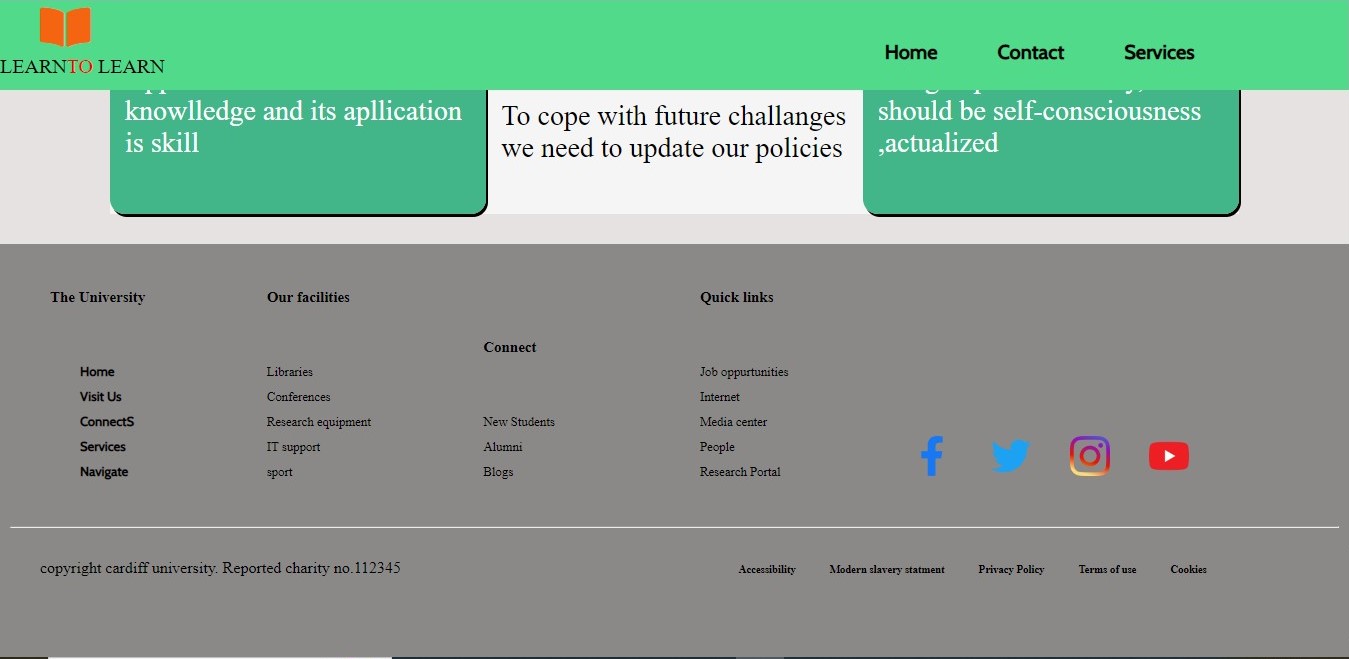 LEARNTO LEARN
Home Contact Services
knowlledge and its apllication
is skill
To cope with future challanges
we need to update our policies
should be self-consciousness
,actualized
The University
Home
Visit Us
ConnectS
Services
Navigate
Our facilities
Libraries
Conferences
Research equipment
IT support
sport
Connect
New Students
Alumni
Blogs
Quick links
Job oppurtunities
Internet
Media center
People
Research Portal
copyright cardiff university. Reported charity no.112345
Accessibility Modern slavery statment Privacy Policy Terms of use Cookies